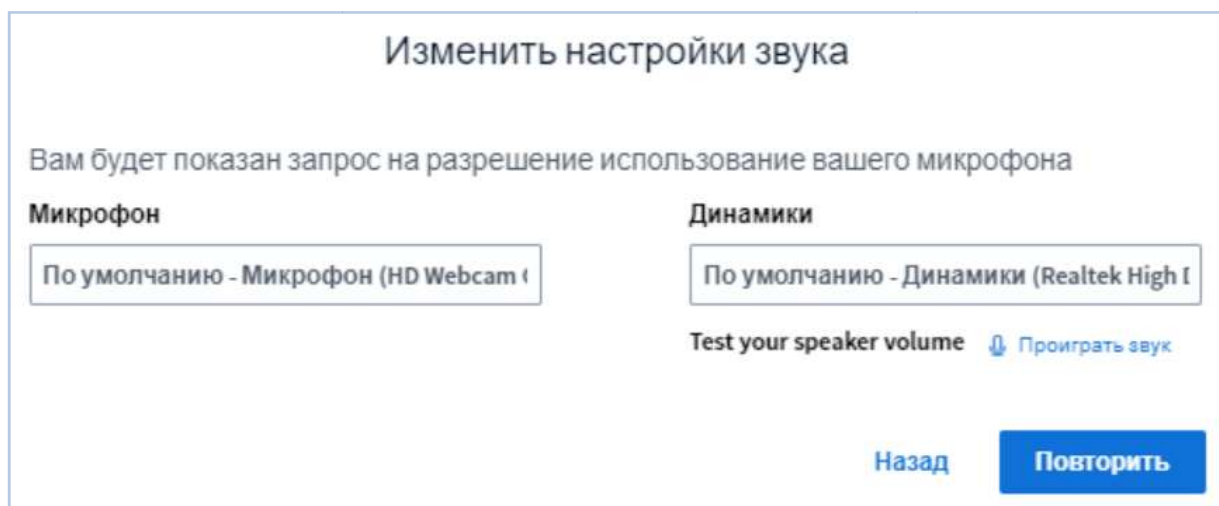 Изменить настройки звука
Вам будет показан запрос на разрешение использование вашего микрофона
Микрофон
Динамики
По умолчанию - Микрофон (HD Webcam
По умолчанию - Динамики (Realtek High
Test your speaker volume Проиграть звук
Назад Повторить